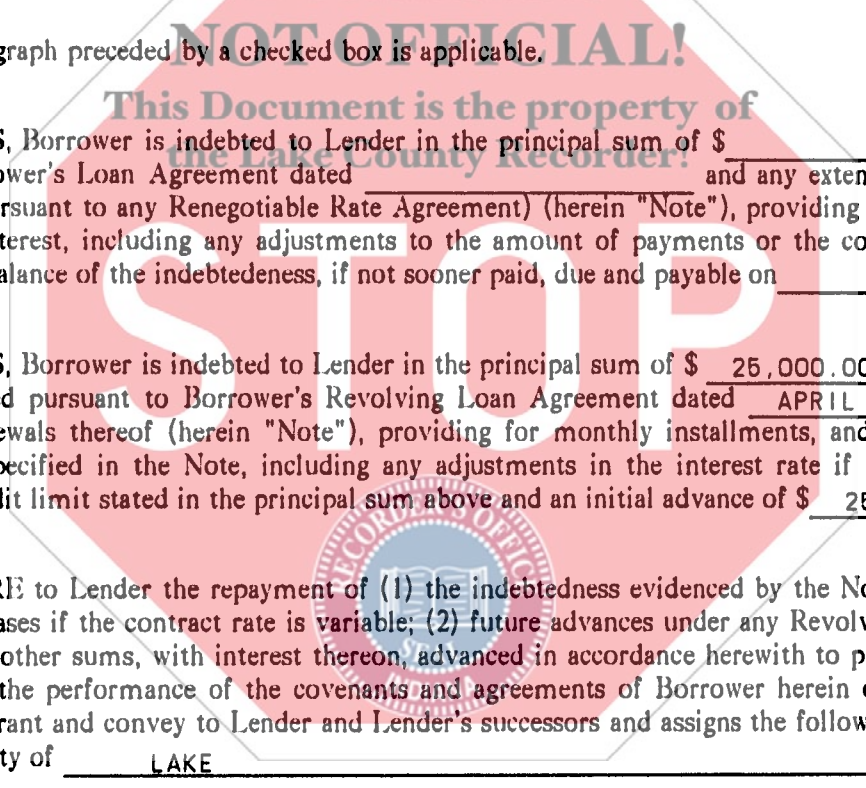 NOT OFFICIAL!
graph preceded by a checked box is applicable.
This Document is the property of
the Lake County Recorder!
S, Borrower is indebted to Lender in the principal sum of $
ower's Loan Agreement dated and any exten
rsuant to any Renegotiable Rate Agreement) (herein "Note"), providing
terest, including any adjustments to the amount of payments or the co
alance of the indebtedeness, if not sooner paid, due and payable on
STOP
S, Borrower is indebted to Lender in the principal sum of $ 25,000.00
d pursuant to Borrower's Revolving Loan Agreement dated APRIL
ewals thereof (herein "Note"), providing for monthly installments, and
pecified in the Note, including any adjustments in the interest rate if
lit limit stated in the principal sum above and an initial advance of $ 25
RECORDER'S OFFICE
SEAL
INDIANA
RE to Lender the repayment of (1) the indebtedness evidenced by the No
ases if the contract rate is variable; (2) future advances under any Revolv
other sums, with interest thereon, advanced in accordance herewith to p
the performance of the covenants and agreements of Borrower herein c
rant and convey to Lender and Lender's successors and assigns the follow
ty of LAKE